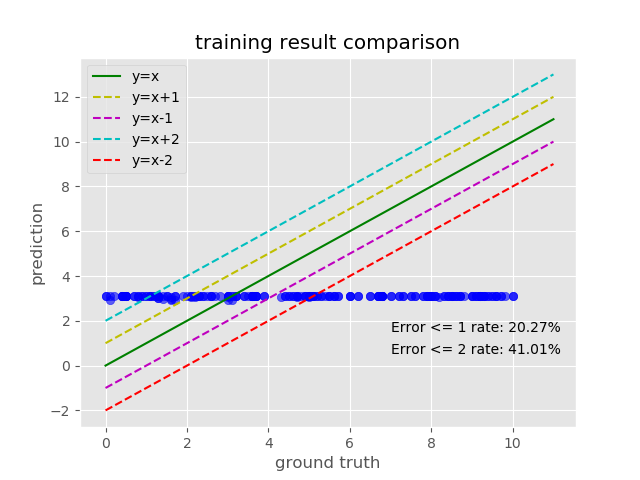 training result comparison
y=x
y=x+1
y=x-1
y=x+2
y=x-2
prediction
12
10
8
6
4
2
0
−2
Error <= 1 rate: 20.27%
Error <= 2 rate: 41.01%
0 2 4 6 8 10
ground truth